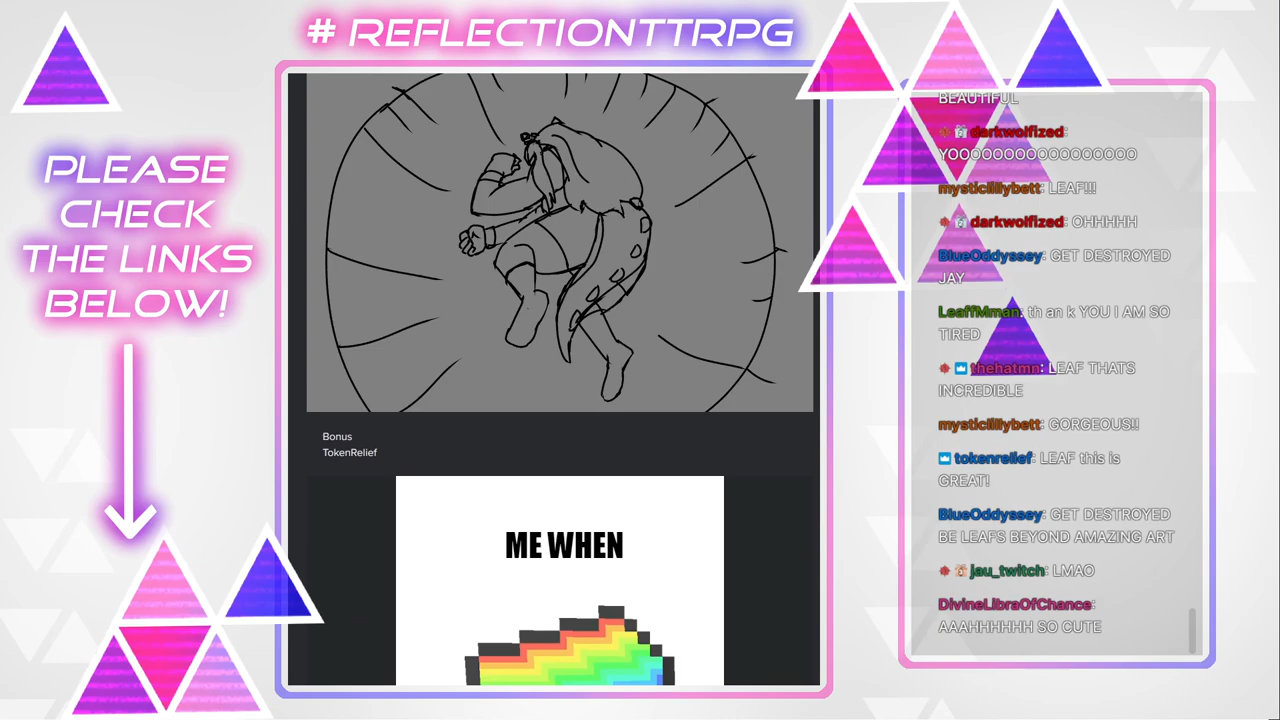 # REFLECTIONTTRPG
PLEASE
CHECK
THE LINKS
BELOW!
Bonus
TokenRelief
ME WHEN
BEAUTIFUL
darkwolfized:
YOOOOOOOOOOOOOOOOO
mysticlillybett: LEAF!!!
darkwolfized: OHHHHH
BlueOddyssey: GET DESTROYED
JAY
LeaffMman: th an k YOU I AM SO
TIRED
thehatmn: LEAF THATS
INCREDIBLE
mysticlillybett: GORGEOUS!!
tokenrelief: LEAF this is
GREAT!
BlueOddyssey: GET DESTROYED
BE LEAFS BEYOND AMAZING ART
jau_twitch: LMAO
DivineLibraOfChance:
AAAHHHHHH SO CUTE